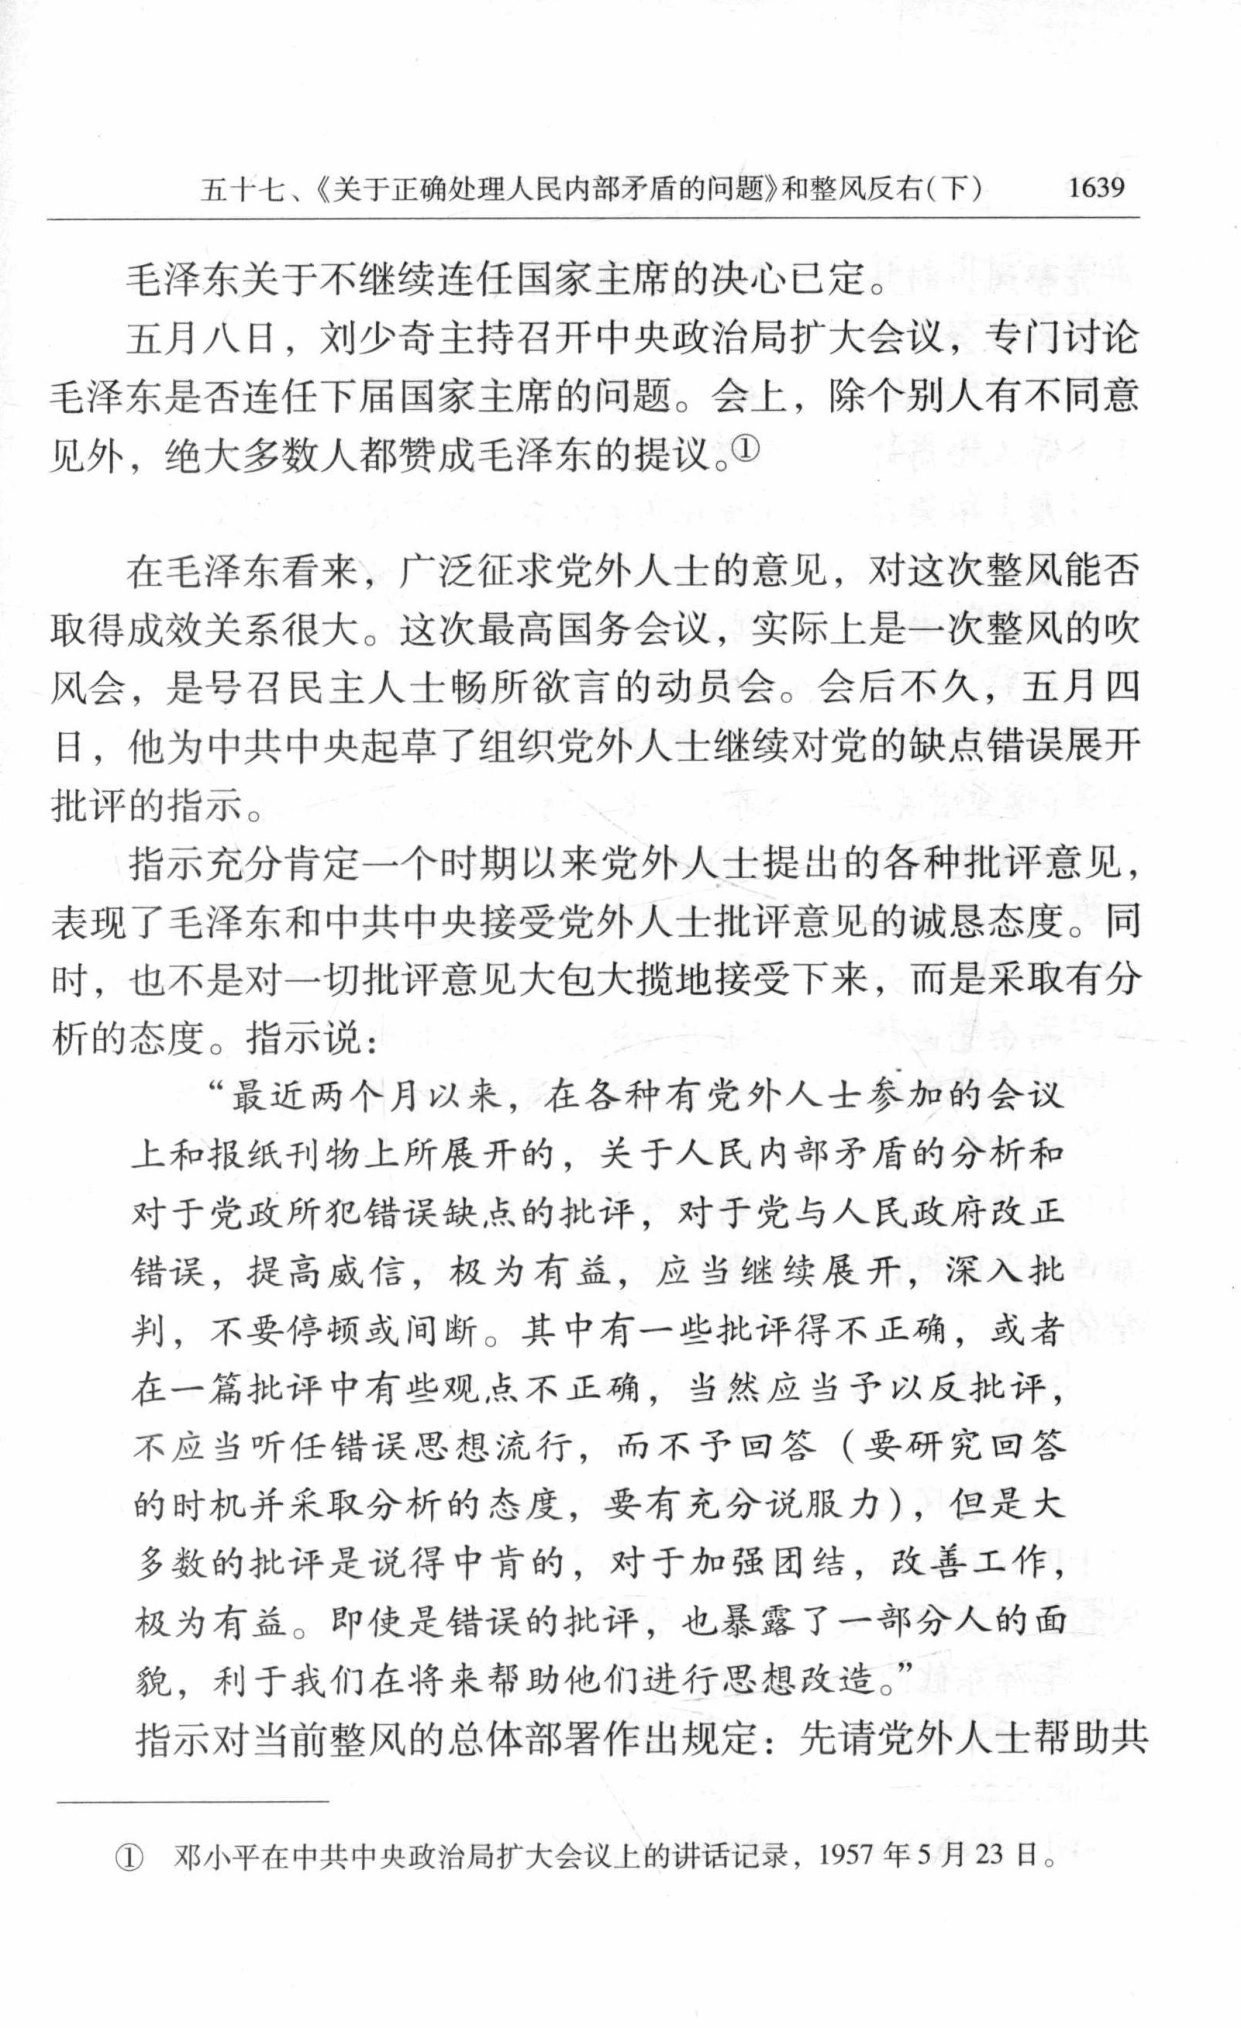 五十七、《关于正确处理人民内部矛盾的问题》和整风反右(下) 1639
毛泽东关于不继续连任国家主席的决心已定。
五月八日，刘少奇主持召开中央政治局扩大会议，专门讨论
毛泽东是否连任下届国家主席的问题。会上，除个别人有不同意
见外，绝大多数人都赞成毛泽东的提议。①
在毛泽东看来，广泛征求党外人士的意见，对这次整风能否
取得成效关系很大。这次最高国务会议，实际上是一次整风的吹
风会，是号召民主人士畅所欲言的动员会。会后不久，五月四
日，他为中共中央起草了组织党外人士继续对党的缺点错误展开
批评的指示。
指示充分肯定一个时期以来党外人士提出的各种批评意见，
表现了毛泽东和中共中央接受党外人士批评意见的诚恳态度。同
时，也不是对一切批评意见大包大揽地接受下来，而是采取有分
析的态度。指示说：
“最近两个月以来，在各种有党外人士参加的会议
上和报纸刊物上所展开的，关于人民内部矛盾的分析和
对于党政所犯错误缺点的批评，对于党与人民政府改正
错误，提高威信，极为有益，应当继续展开，深入批
判，不要停顿或间断。其中有一些批评得不正确，或者
在一篇批评中有些观点不正确，当然应当予以反批评，
不应当听任错误思想流行，而不予回答（要研究回答
的时机并采取分析的态度，要有充分说服力），但是大
多数的批评是说得中肯的，对于加强团结，改善工作，
极为有益。即使是错误的批评，也暴露了一部分人的面
貌，利于我们在将来帮助他们进行思想改造。”
指示对当前整风的总体部署作出规定：先请党外人士帮助共
① 邓小平在中共中央政治局扩大会议上的讲话记录，1957年5月23日。